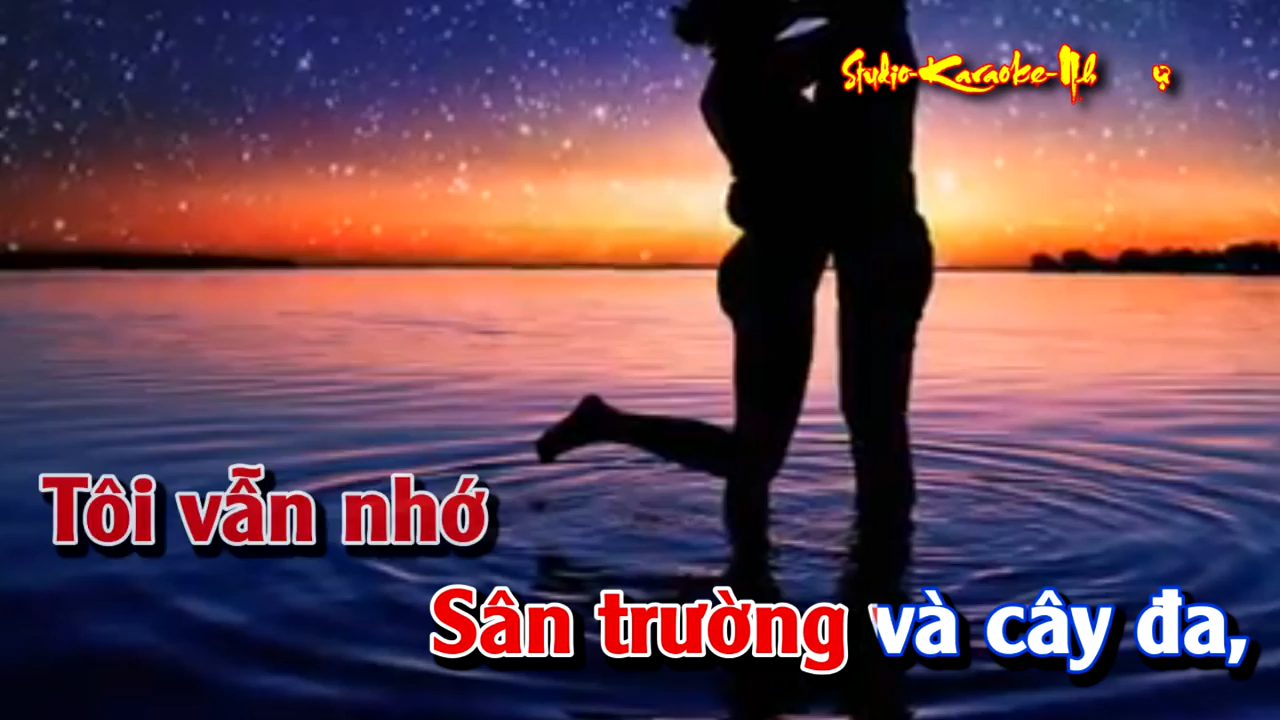 Studio-Karaoke-Nh
Tôi vẫn nhớ
Sân trường và cây đa,